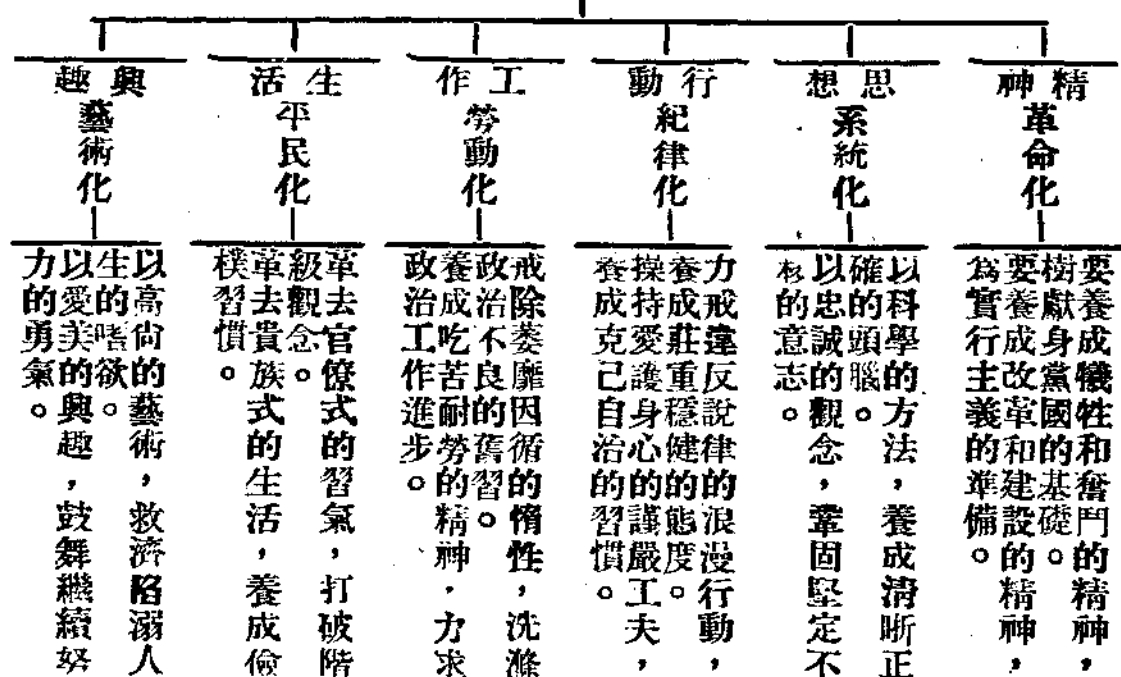 精神
革命化
要養成犧牲和奮鬥的精神，
樹獻身黨國的基礎。
要養成改革和建設的精神，
為實行主義的準備。
思想
系統化
以科學的方法，養成清晰正
確的頭腦。
以忠誠的觀念，鞏固堅定不
移的意志。
行動
紀律化
力戒違反說律的浪漫行動，
養成莊重穩健的態度。
操持愛護身心的謹嚴工夫，
養成克己自治的習慣。
工作
勞動化
戒除萎靡因循的惰性，洗滌
政治不良的舊習。
養成吃苦耐勞的精神，力求
政治工作進步。
生活
平民化
革去官僚式的習氣，打破階
級觀念。
革去貴族式的生活，養成儉
樸習慣。
興趣
藝術化
以高尚的藝術，救濟陷溺人
生的嗜欲。
以愛美的興趣，鼓舞繼續努
力的勇氣。